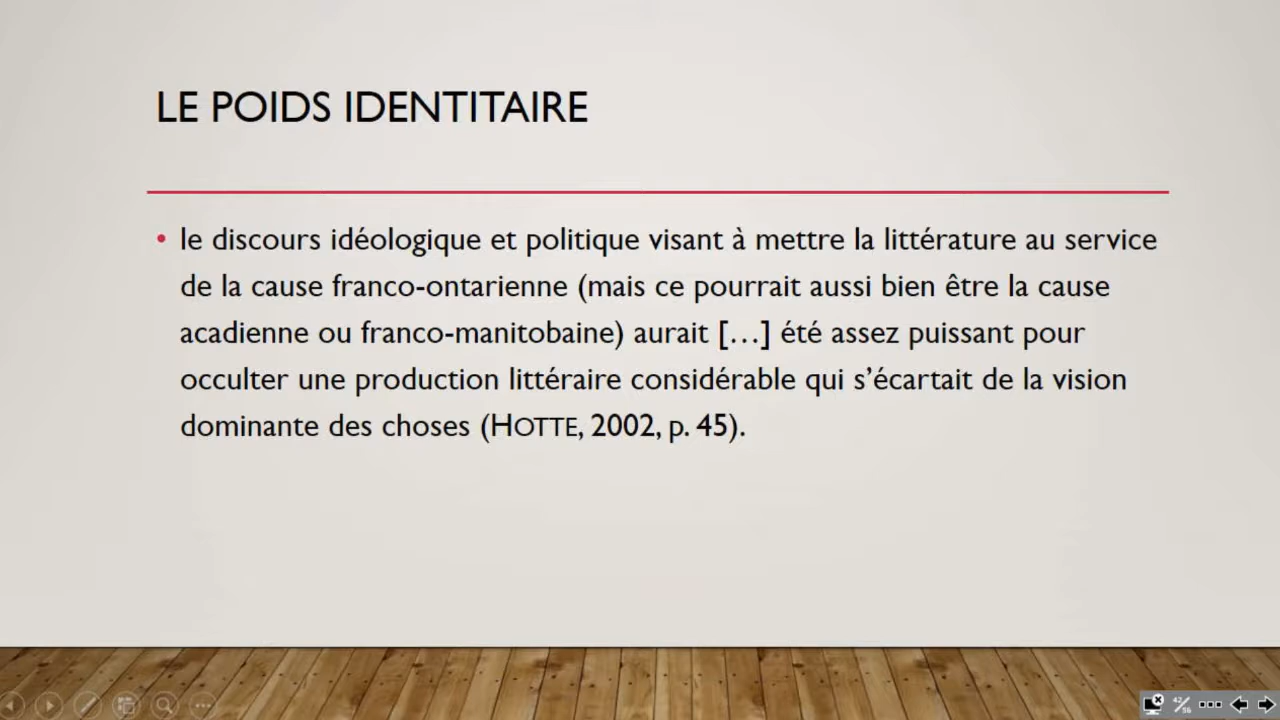 LE POIDS IDENTITAIRE
• le discours idéologique et politique visant à mettre la littérature au service
de la cause franco-ontarienne (mais ce pourrait aussi bien être la cause
acadienne ou franco-manitobaine) aurait […] été assez puissant pour
occulter une production littéraire considérable qui s’écartait de la vision
dominante des choses (HOTTE, 2002, p. 45).
42/56